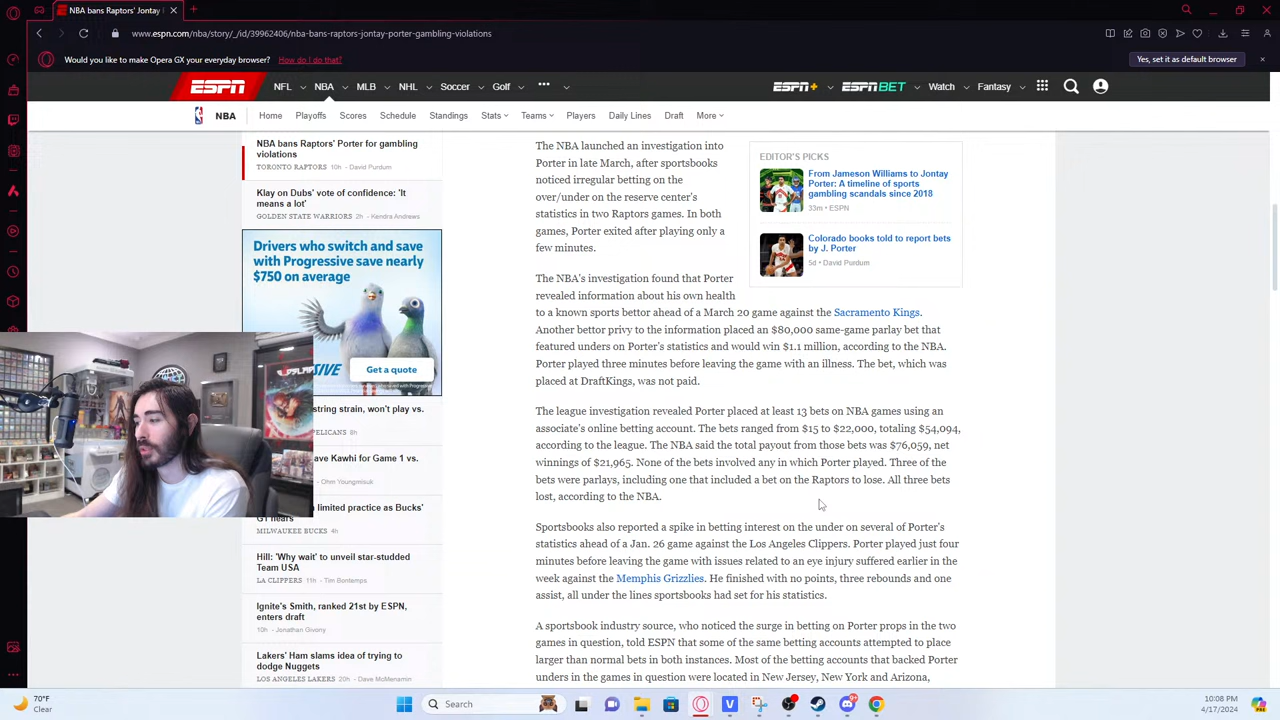 NBA bans Raptors' Jontay
www.espn.com/nba/story/_/id/39962406/nba-bans-raptors-jontay-porter-gambling-violations
Would you like to make Opera GX your everyday browser? How do I do that?
Yes, set it as default browser
ESPN NFL NBA MLB NHL Soccer Golf ••• ESPN+ ESPN BET Watch Fantasy
NBA Home Playoffs Scores Schedule Standings Stats Teams Players Daily Lines Draft More
NBA bans Raptors' Porter for gambling
violations
TORONTO RAPTORS 10h • David Purdum
Klay on Dubs' vote of confidence: 'It
means a lot'
GOLDEN STATE WARRIORS 2h • Kendra Andrews
Drivers who switch and save
with Progressive save nearly
$750 on average
SIVE
Get a quote
string strain, won't play vs.
PELICANS 8h
ave Kawhi for Game 1 vs.
Ohm Youngmisuk
limited practice as Bucks'
G1 nears
MILWAUKEE BUCKS 4h
Hill: 'Why wait' to unveil star-studded
Team USA
LA CLIPPERS 11h • Tim Bontemps
Ignite's Smith, ranked 21st by ESPN,
enters draft
10h • Jonathan Givony
Lakers' Ham slams idea of trying to
dodge Nuggets
LOS ANGELES LAKERS 20h • Dave McMenamin
The NBA launched an investigation into
Porter in late March, after sportsbooks
noticed irregular betting on the
over/under on the reserve center's
statistics in two Raptors games. In both
games, Porter exited after playing only a
few minutes.
The NBA's investigation found that Porter
revealed information about his own health
to a known sports bettor ahead of a March 20 game against the Sacramento Kings.
Another bettor privy to the information placed an $80,000 same-game parlay bet that
featured unders on Porter's statistics and would win $1.1 million, according to the NBA.
Porter played three minutes before leaving the game with an illness. The bet, which was
placed at DraftKings, was not paid.
The league investigation revealed Porter placed at least 13 bets on NBA games using an
associate's online betting account. The bets ranged from $15 to $22,000, totaling $54,094,
according to the league. The NBA said the total payout from those bets was $76,059, net
winnings of $21,965. None of the bets involved any in which Porter played. Three of the
bets were parlays, including one that included a bet on the Raptors to lose. All three bets
lost, according to the NBA.
Sportsbooks also reported a spike in betting interest on the under on several of Porter's
statistics ahead of a Jan. 26 game against the Los Angeles Clippers. Porter played just four
minutes before leaving the game with issues related to an eye injury suffered earlier in the
week against the Memphis Grizzlies. He finished with no points, three rebounds and one
assist, all under the lines sportsbooks had set for his statistics.
A sportsbook industry source, who noticed the surge in betting on Porter props in the two
games in question, told ESPN that some of the same betting accounts attempted to place
larger than normal bets in both instances. Most of the betting accounts that backed Porter
unders in the games in question were located in New Jersey, New York and Arizona,
EDITOR'S PICKS
From Jameson Williams to Jontay
Porter: A timeline of sports
gambling scandals since 2018
33m • ESPN
Colorado books told to report bets
by J. Porter
5d • David Purdum
70°F
Clear
Search
10:08 PM
4/17/2024